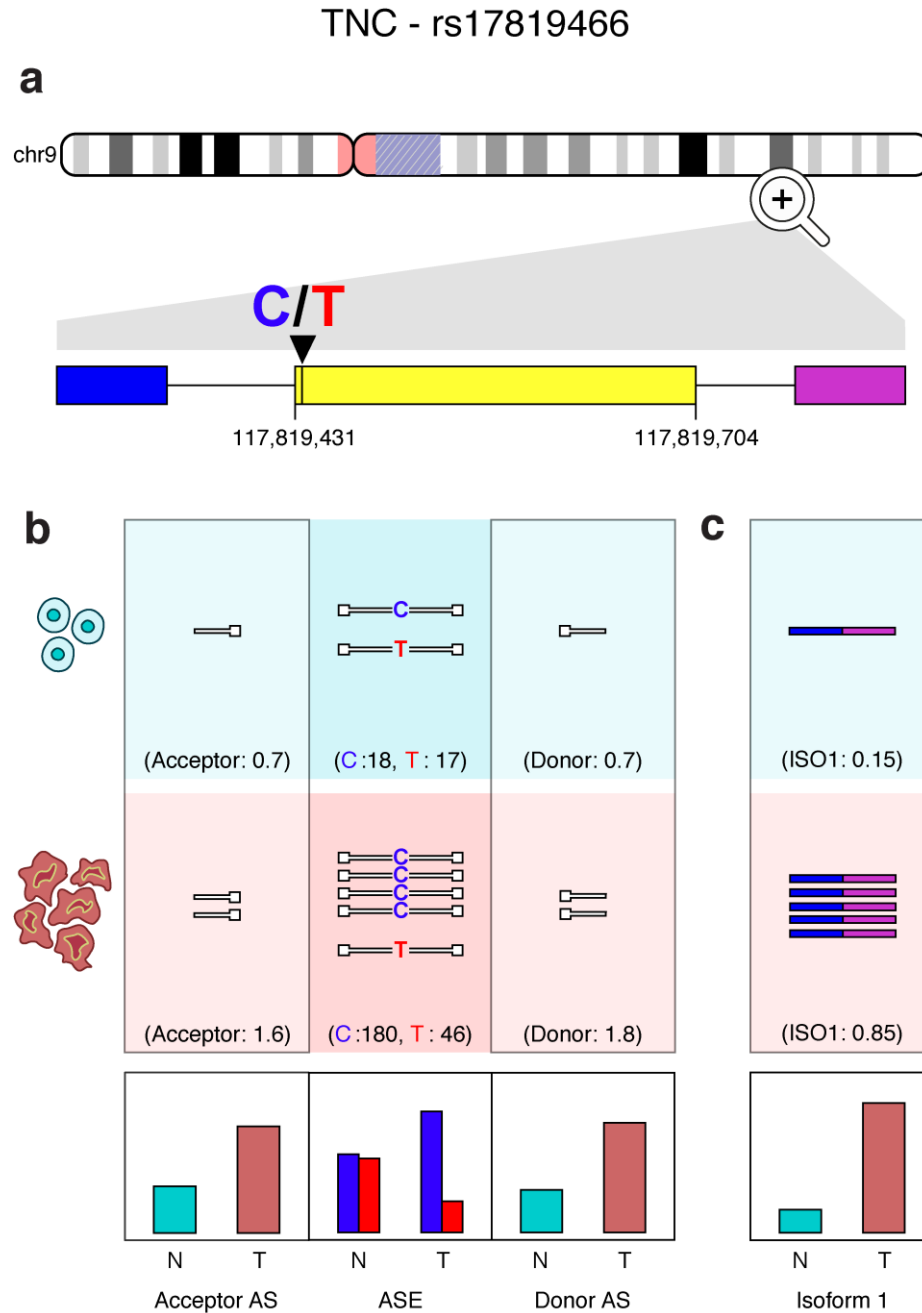 TNC - rs17819466
a
chr9
+
C/T
117,819,431 117,819,704
b
c
C
T
(Acceptor: 0.7) (C :18, T : 17) (Donor: 0.7) (ISO1: 0.15)
C
C
C
C
T
(Acceptor: 1.6) (C :180, T : 46) (Donor: 1.8) (ISO1: 0.85)
N T N T N T N T
Acceptor AS ASE Donor AS Isoform 1